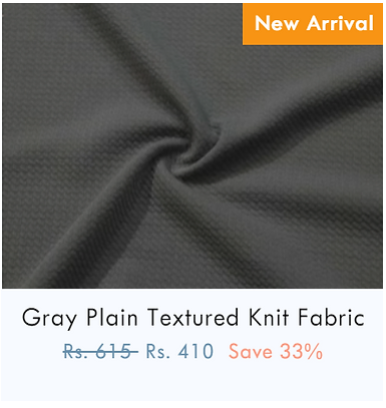 New Arrival
Gray Plain Textured Knit Fabric
Rs. 615 Rs. 410 Save 33%